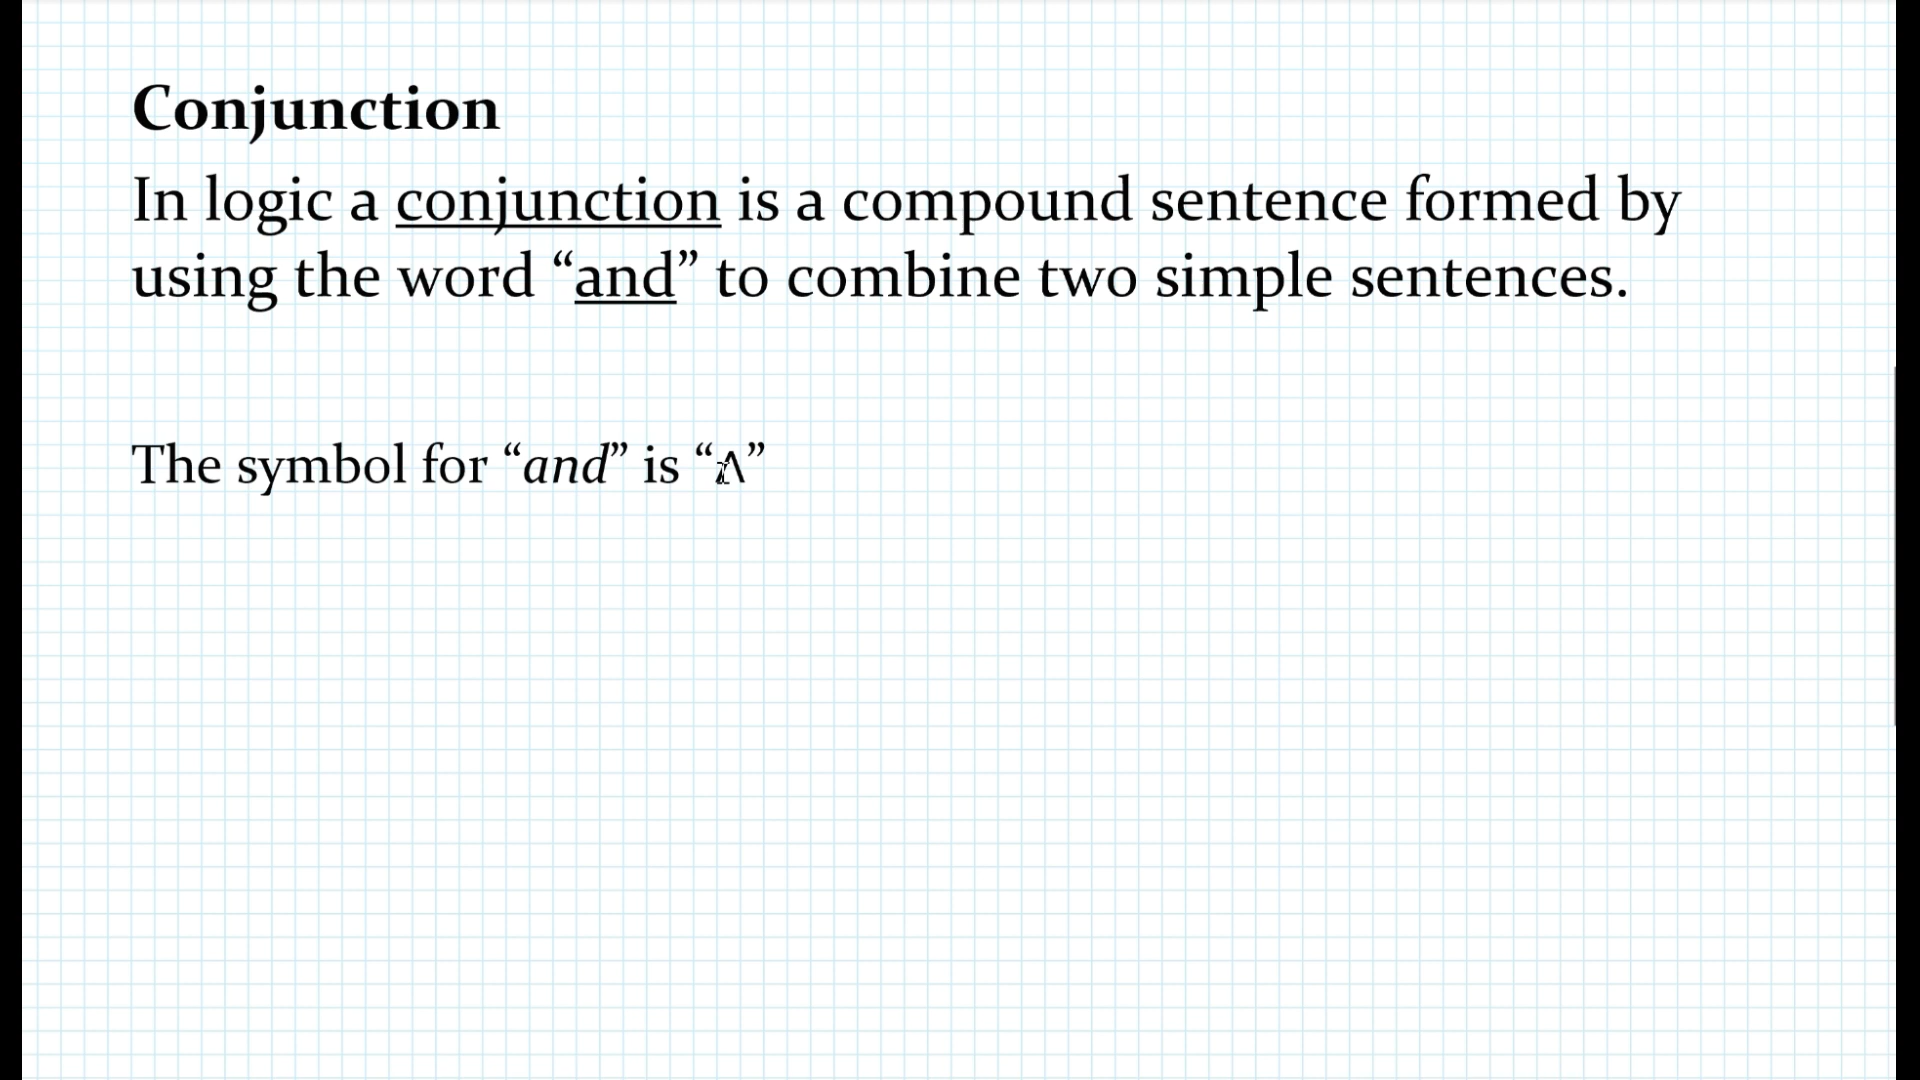 Conjunction
In logic a conjunction is a compound sentence formed by
using the word “and” to combine two simple sentences.
The symbol for “and” is “Λ”